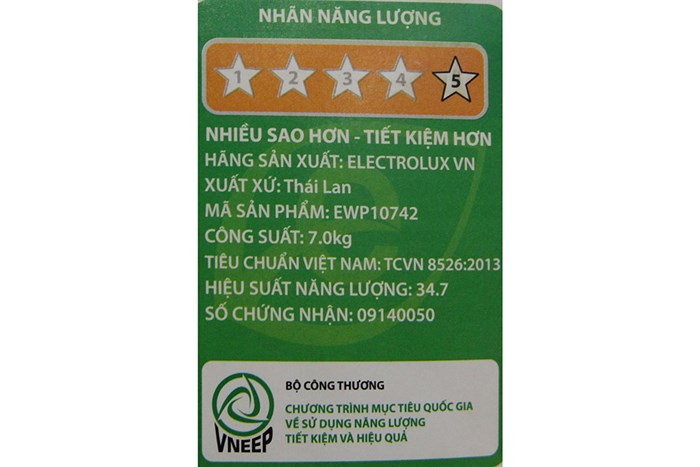 NHÃN NĂNG LƯỢNG
1 2 3 4 5
NHIỀU SAO HƠN - TIẾT KIỆM HƠN
HÃNG SẢN XUẤT: ELECTROLUX VN
XUẤT XỨ: Thái Lan
MÃ SẢN PHẨM: EWP10742
CÔNG SUẤT: 7.0kg
TIÊU CHUẨN VIỆT NAM: TCVN 8526:2013
HIỆU SUẤT NĂNG LƯỢNG: 34.7
SỐ CHỨNG NHẬN: 09140050
BỘ CÔNG THƯƠNG
CHƯƠNG TRÌNH MỤC TIÊU QUỐC GIA
VỀ SỬ DỤNG NĂNG LƯỢNG
TIẾT KIỆM VÀ HIỆU QUẢ
VNEEP